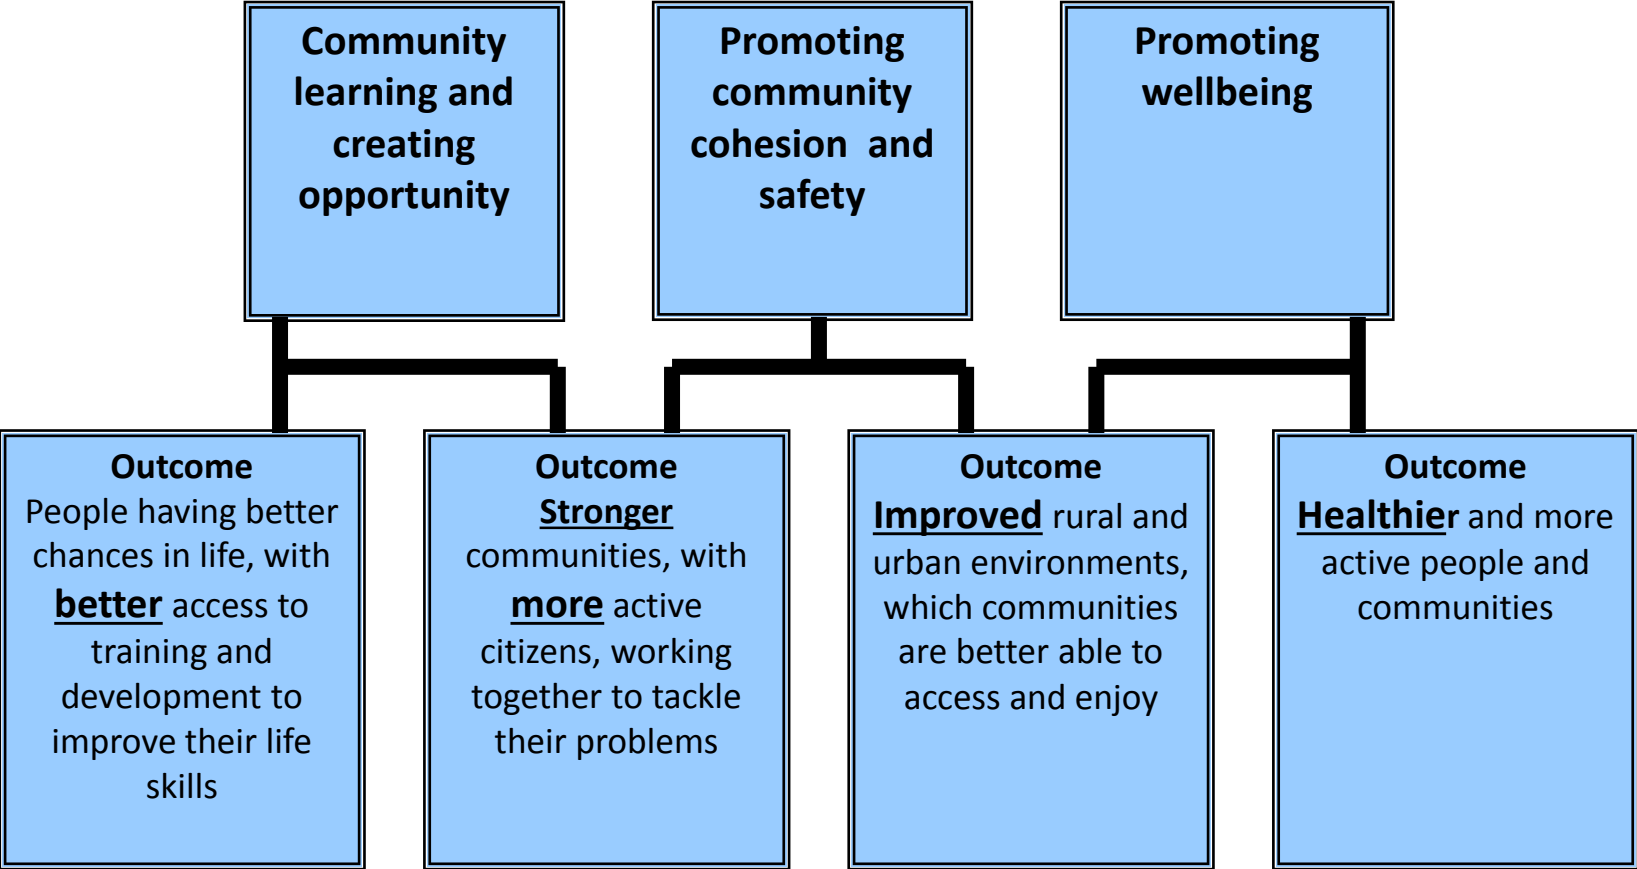 Community
learning and
creating
opportunity
Promoting
community
cohesion  and
safety
Promoting
wellbeing
Outcome
People having better
chances in life, with
better access to
training and
development to
improve their life
skills
Outcome
Stronger
communities, with
more active
citizens, working
together to tackle
their problems
Outcome
Improved rural and
urban environments,
which communities
are better able to
access and enjoy
Outcome
Healthier and more
active people and
communities